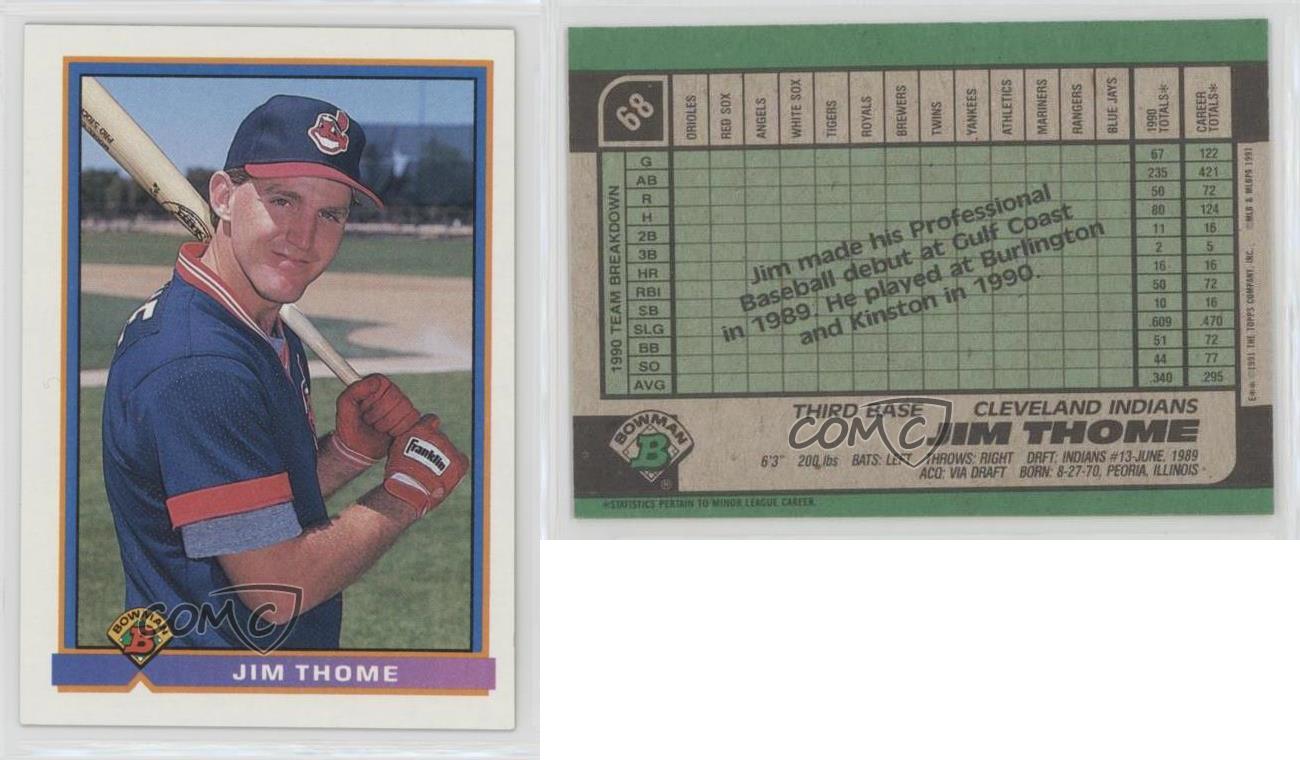 Franklin
COMC
BOWMAN
B
JIM THOME
68
ORIOLES
RED SOX
ANGELS
WHITE SOX
TIGERS
ROYALS
BREWERS
TWINS
YANKEES
ATHLETICS
MARINERS
RANGERS
BLUE JAYS
1990 TOTALS*
CAREER TOTALS*
1990 TEAM BREAKDOWN
G 67 122
AB 235 421
R 50 72
H 80 124
2B 11 16
3B 2 5
HR 16 16
RBI 50 72
SB 10 16
SLG .609 .470
BB 51 72
SO 44 77
AVG .340 .295
Jim made his Professional
Baseball debut at Gulf Coast
in 1989. He played at Burlington
and Kinston in 1990.
E** ©1991 THE TOPPS COMPANY, INC. ©MLB & MLBPA 1991
BOWMAN
B
®
THIRD BASE CLEVELAND INDIANS
COMC
JIM THOME
6'3" 200 lbs BATS: LEFT THROWS: RIGHT DRFT: INDIANS #13-JUNE, 1989
ACQ: VIA DRAFT BORN: 8-27-70, PEORIA, ILLINOIS
*STATISTICS PERTAIN TO MINOR LEAGUE CAREER.